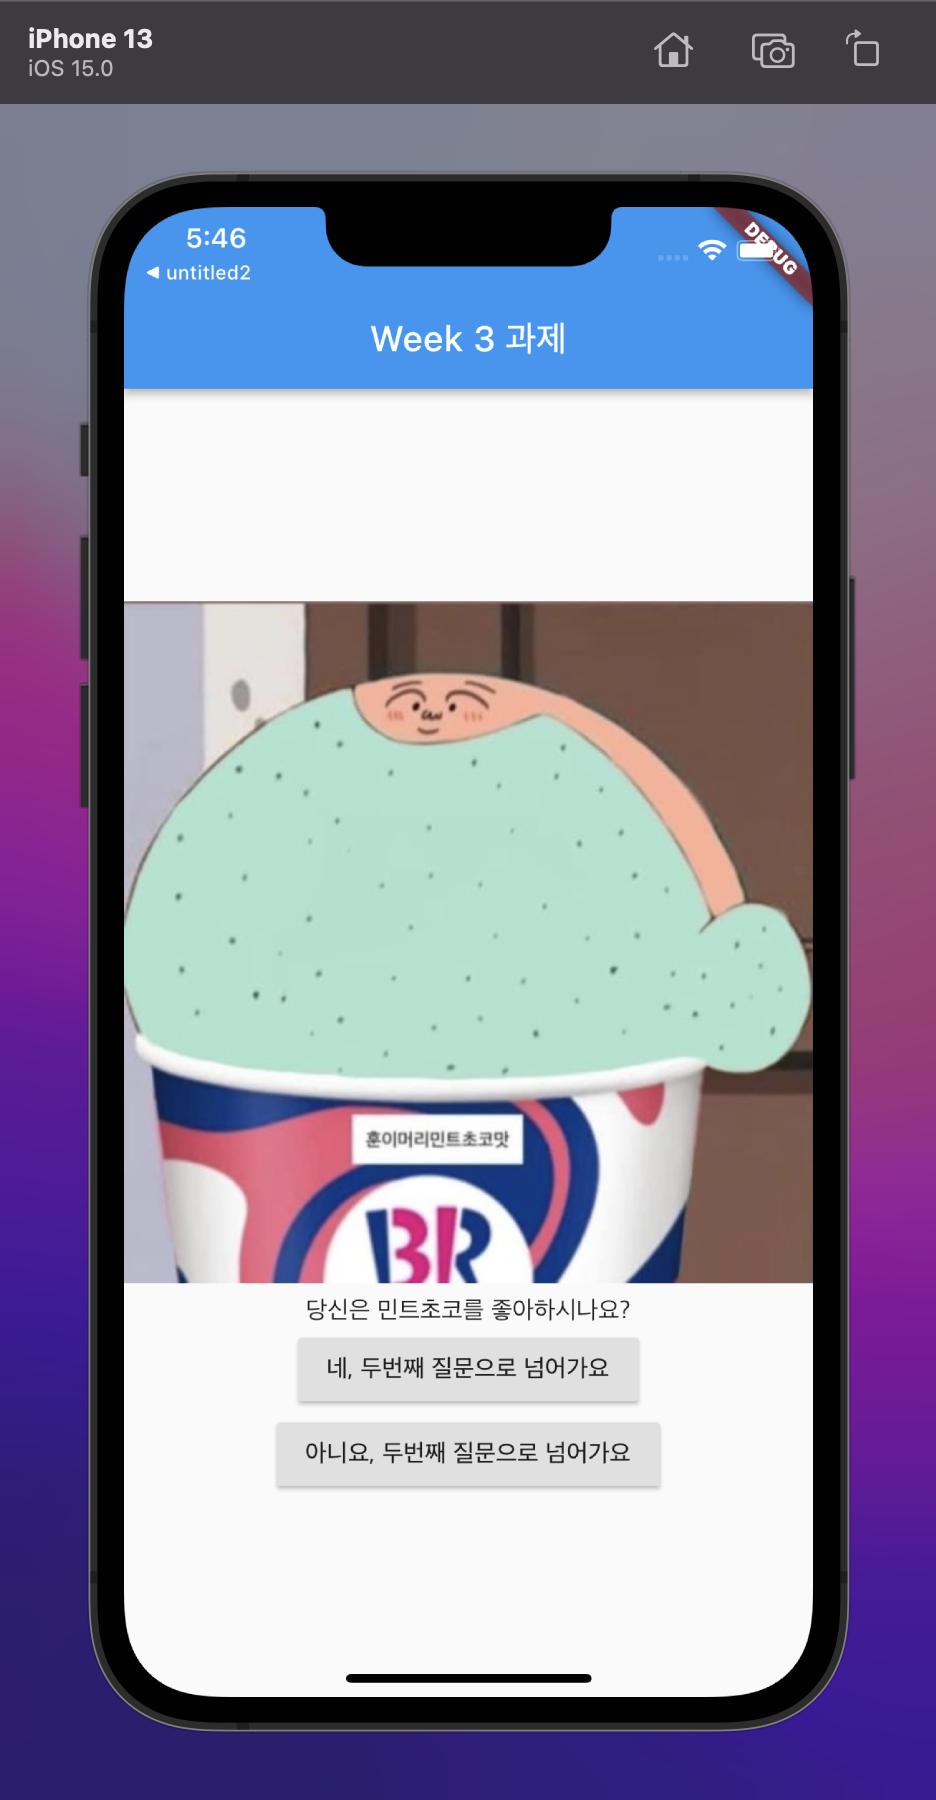 iPhone 13
iOS 15.0
5:46
◀ untitled2
DEBUG
Week 3 과제
훈이머리민트초코맛
BR
당신은 민트초코를 좋아하시나요?
네, 두번째 질문으로 넘어가요
아니요, 두번째 질문으로 넘어가요